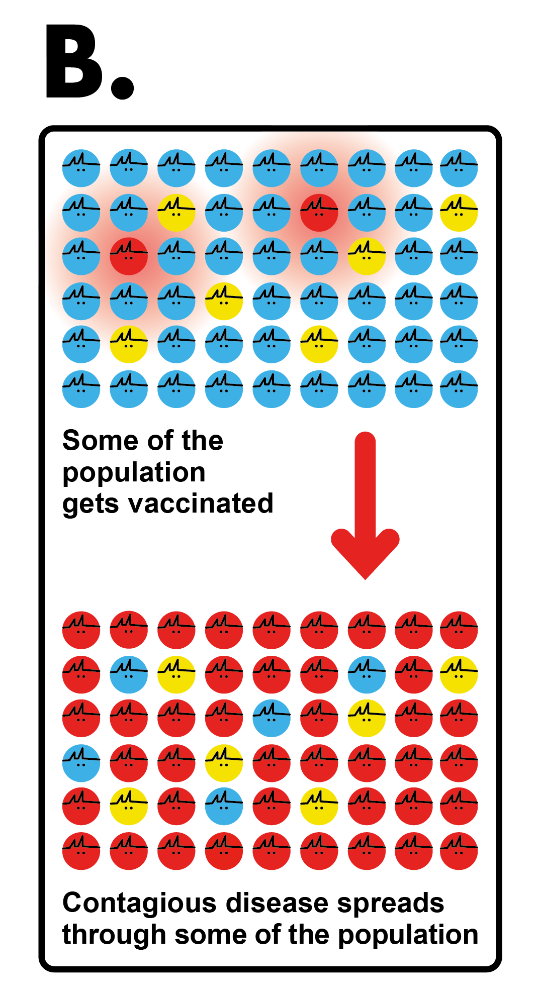 B.
Some of the
population
gets vaccinated
Contagious disease spreads
through some of the population